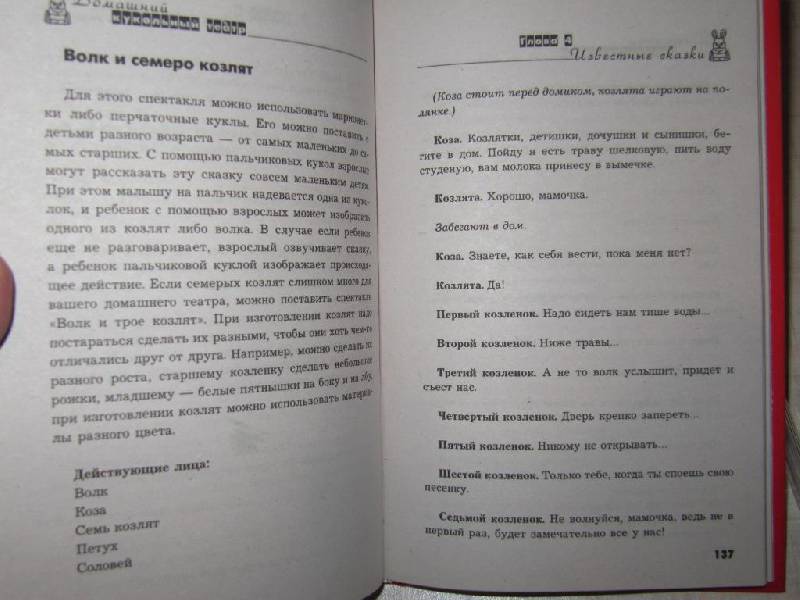 Домашний
кукольный театр
Волк и семеро козлят
Для этого спектакля можно использовать марионет-
ки либо перчаточные куклы. Его можно поставить с
детьми разного возраста — от самых маленьких до са-
мых старших. С помощью пальчиковых кукол взрослые
могут рассказать эту сказку совсем маленьким детям.
При этом малышу на пальчик надевается одна из кук-
лок, и ребенок с помощью взрослых может изображать
одного из козлят либо волка. В случае если ребенок
еще не разговаривает, взрослый озвучивает сказку,
а ребенок пальчиковой куклой изображает происходя-
щее действие. Если семерых козлят слишком много для
вашего домашнего театра, можно поставить спектакль
«Волк и трое козлят». При изготовлении козлят надо
постараться сделать их разными, чтобы они хоть чем-то
отличались друг от друга. Например, можно сделать их
разного роста, старшему козленку сделать небольшие
рожки, младшему — белые пятнышки на боку и на лбу,
при изготовлении козлят можно использовать материа-
лы разного цвета.
Действующие лица:
Волк
Коза
Семь козлят
Петух
Соловей
Глава 4
Известные сказки
(Коза стоит перед домиком, козлята играют на по-
лянке.)
Коза. Козлятки, детишки, дочушки и сынишки, бе-
гите в дом. Пойду я есть траву шелковую, пить воду
студеную, вам молока принесу в вымечке.
Козлята. Хорошо, мамочка.
Забегают в дом.
Коза. Знаете, как себя вести, пока меня нет?
Козлята. Да!
Первый козленок. Надо сидеть нам тише воды...
Второй козленок. Ниже травы...
Третий козленок. А не то волк услышит, придет и
съест нас.
Четвертый козленок. Дверь крепко запереть...
Пятый козленок. Никому не открывать...
Шестой козленок. Только тебе, когда ты споешь свою
песенку.
Седьмой козленок. Не волнуйся, мамочка, ведь не в
первый раз, будет замечательно все у нас!
137